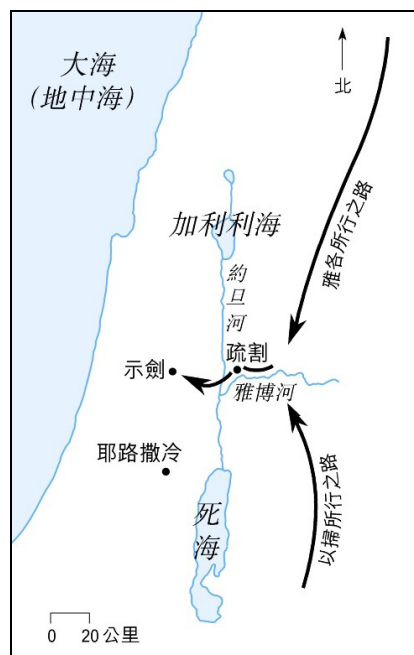 大海
(地中海)
北
加利利海
雅各所行之路
約旦河
疏割
示劍
雅博河
耶路撒冷
死海
以掃所行之路
0 20 公里